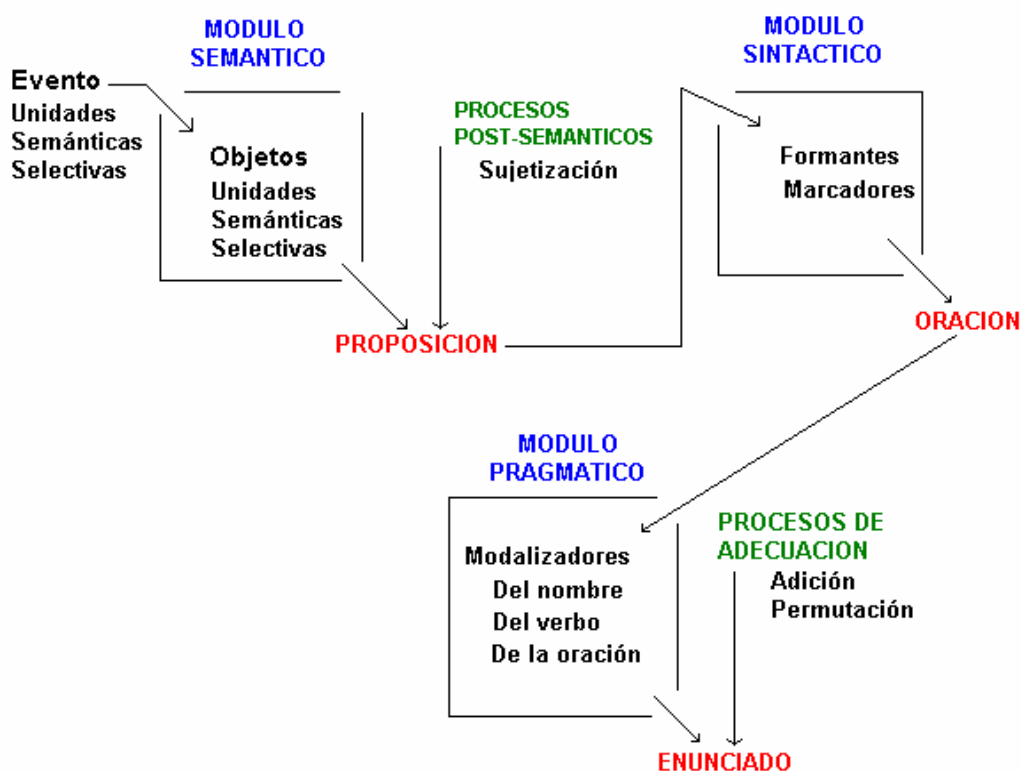 MODULO
SEMANTICO
Evento
Unidades
Semánticas
Selectivas
Objetos
Unidades
Semánticas
Selectivas
PROCESOS
POST-SEMANTICOS
Sujetización
PROPOSICION
MODULO
SINTACTICO
Formantes
Marcadores
ORACION
MODULO
PRAGMATICO
Modalizadores
Del nombre
Del verbo
De la oración
PROCESOS DE
ADECUACION
Adición
Permutación
ENUNCIADO